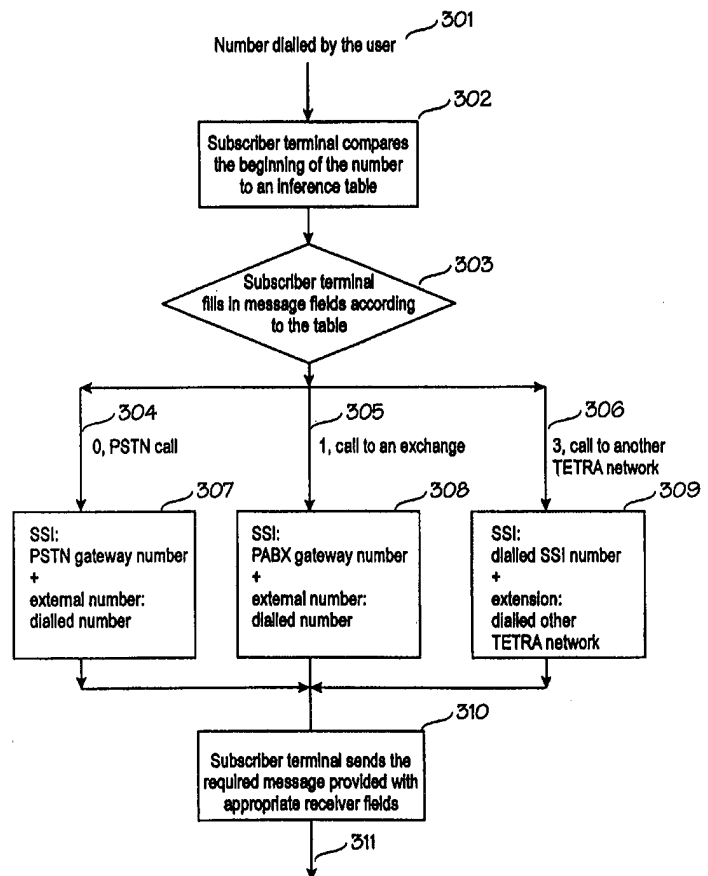 301
Number dialled by the user
302
Subscriber terminal compares
the beginning of the number
to an inference table
303
Subscriber terminal
fills in message fields according
to the table
304
0, PSTN call
305
1, call to an exchange
306
3, call to another
TETRA network
307
SSI:
PSTN gateway number
+
external number:
dialled number
308
SSI:
PABX gateway number
+
external number:
dialled number
309
SSI:
dialled SSI number
+
extension:
dialled other
TETRA network
310
Subscriber terminal sends the
required message provided with
appropriate receiver fields
311